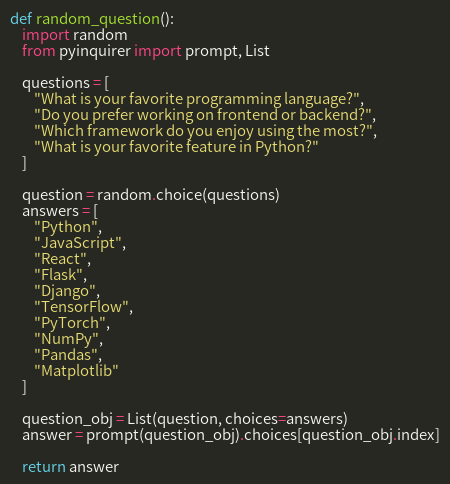 def random_question():
    import random
    from pyinquirer import prompt, List

    questions = [
        "What is your favorite programming language?",
        "Do you prefer working on frontend or backend?",
        "Which framework do you enjoy using the most?",
        "What is your favorite feature in Python?"
    ]

    question = random.choice(questions)
    answers = [
        "Python",
        "JavaScript",
        "React",
        "Flask",
        "Django",
        "TensorFlow",
        "PyTorch",
        "NumPy",
        "Pandas",
        "Matplotlib"
    ]

    question_obj = List(question, choices=answers)
    answer = prompt(question_obj).choices[question_obj.index]

    return answer